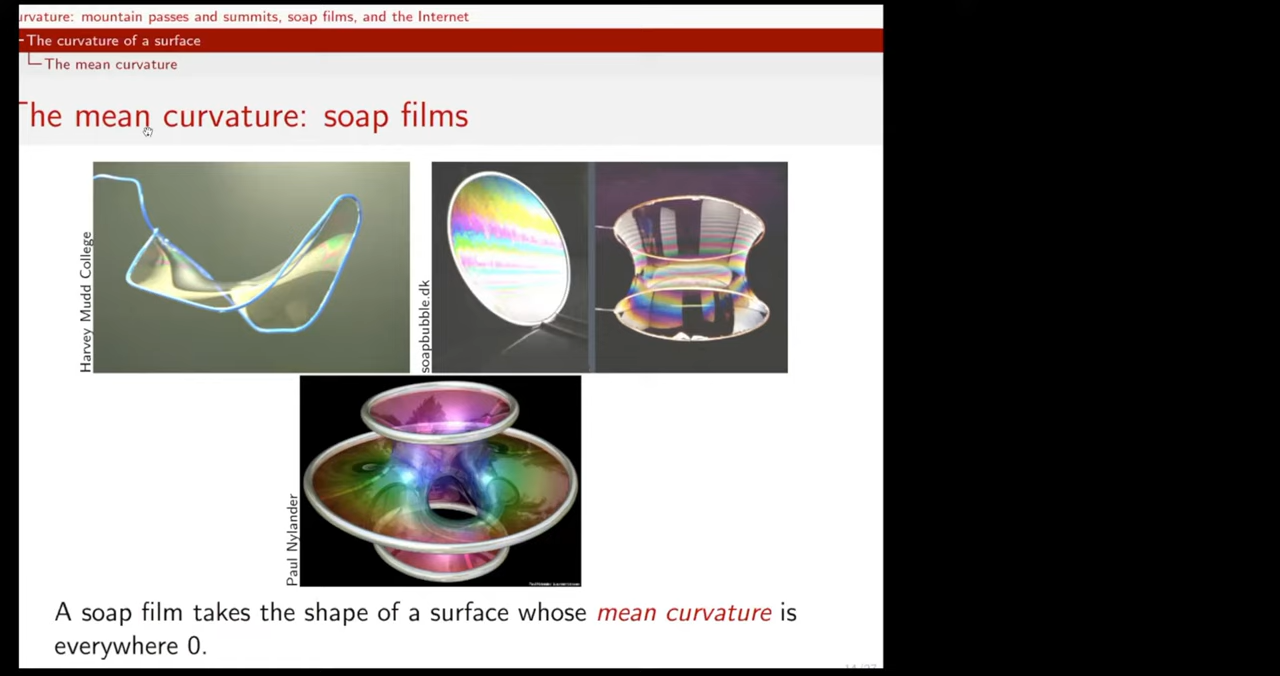 urvature: mountain passes and summits, soap films, and the Internet
The curvature of a surface
The mean curvature
The mean curvature: soap films
Harvey Mudd College
soapbubble.dk
Paul Nylander
A soap film takes the shape of a surface whose mean curvature is
everywhere 0.